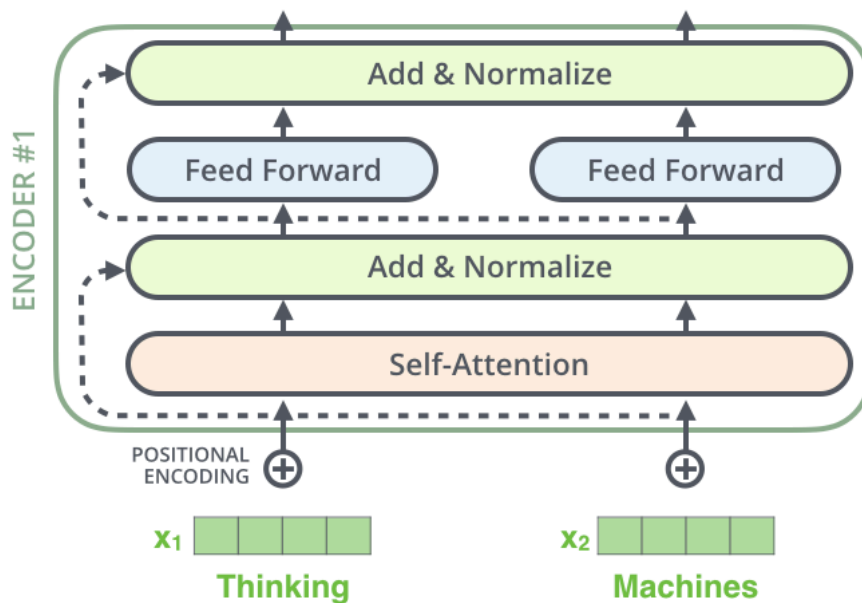 ENCODER #1
Add & Normalize
Feed Forward
Feed Forward
Add & Normalize
Self-Attention
POSITIONAL
ENCODING
x₁
x₂
Thinking
Machines